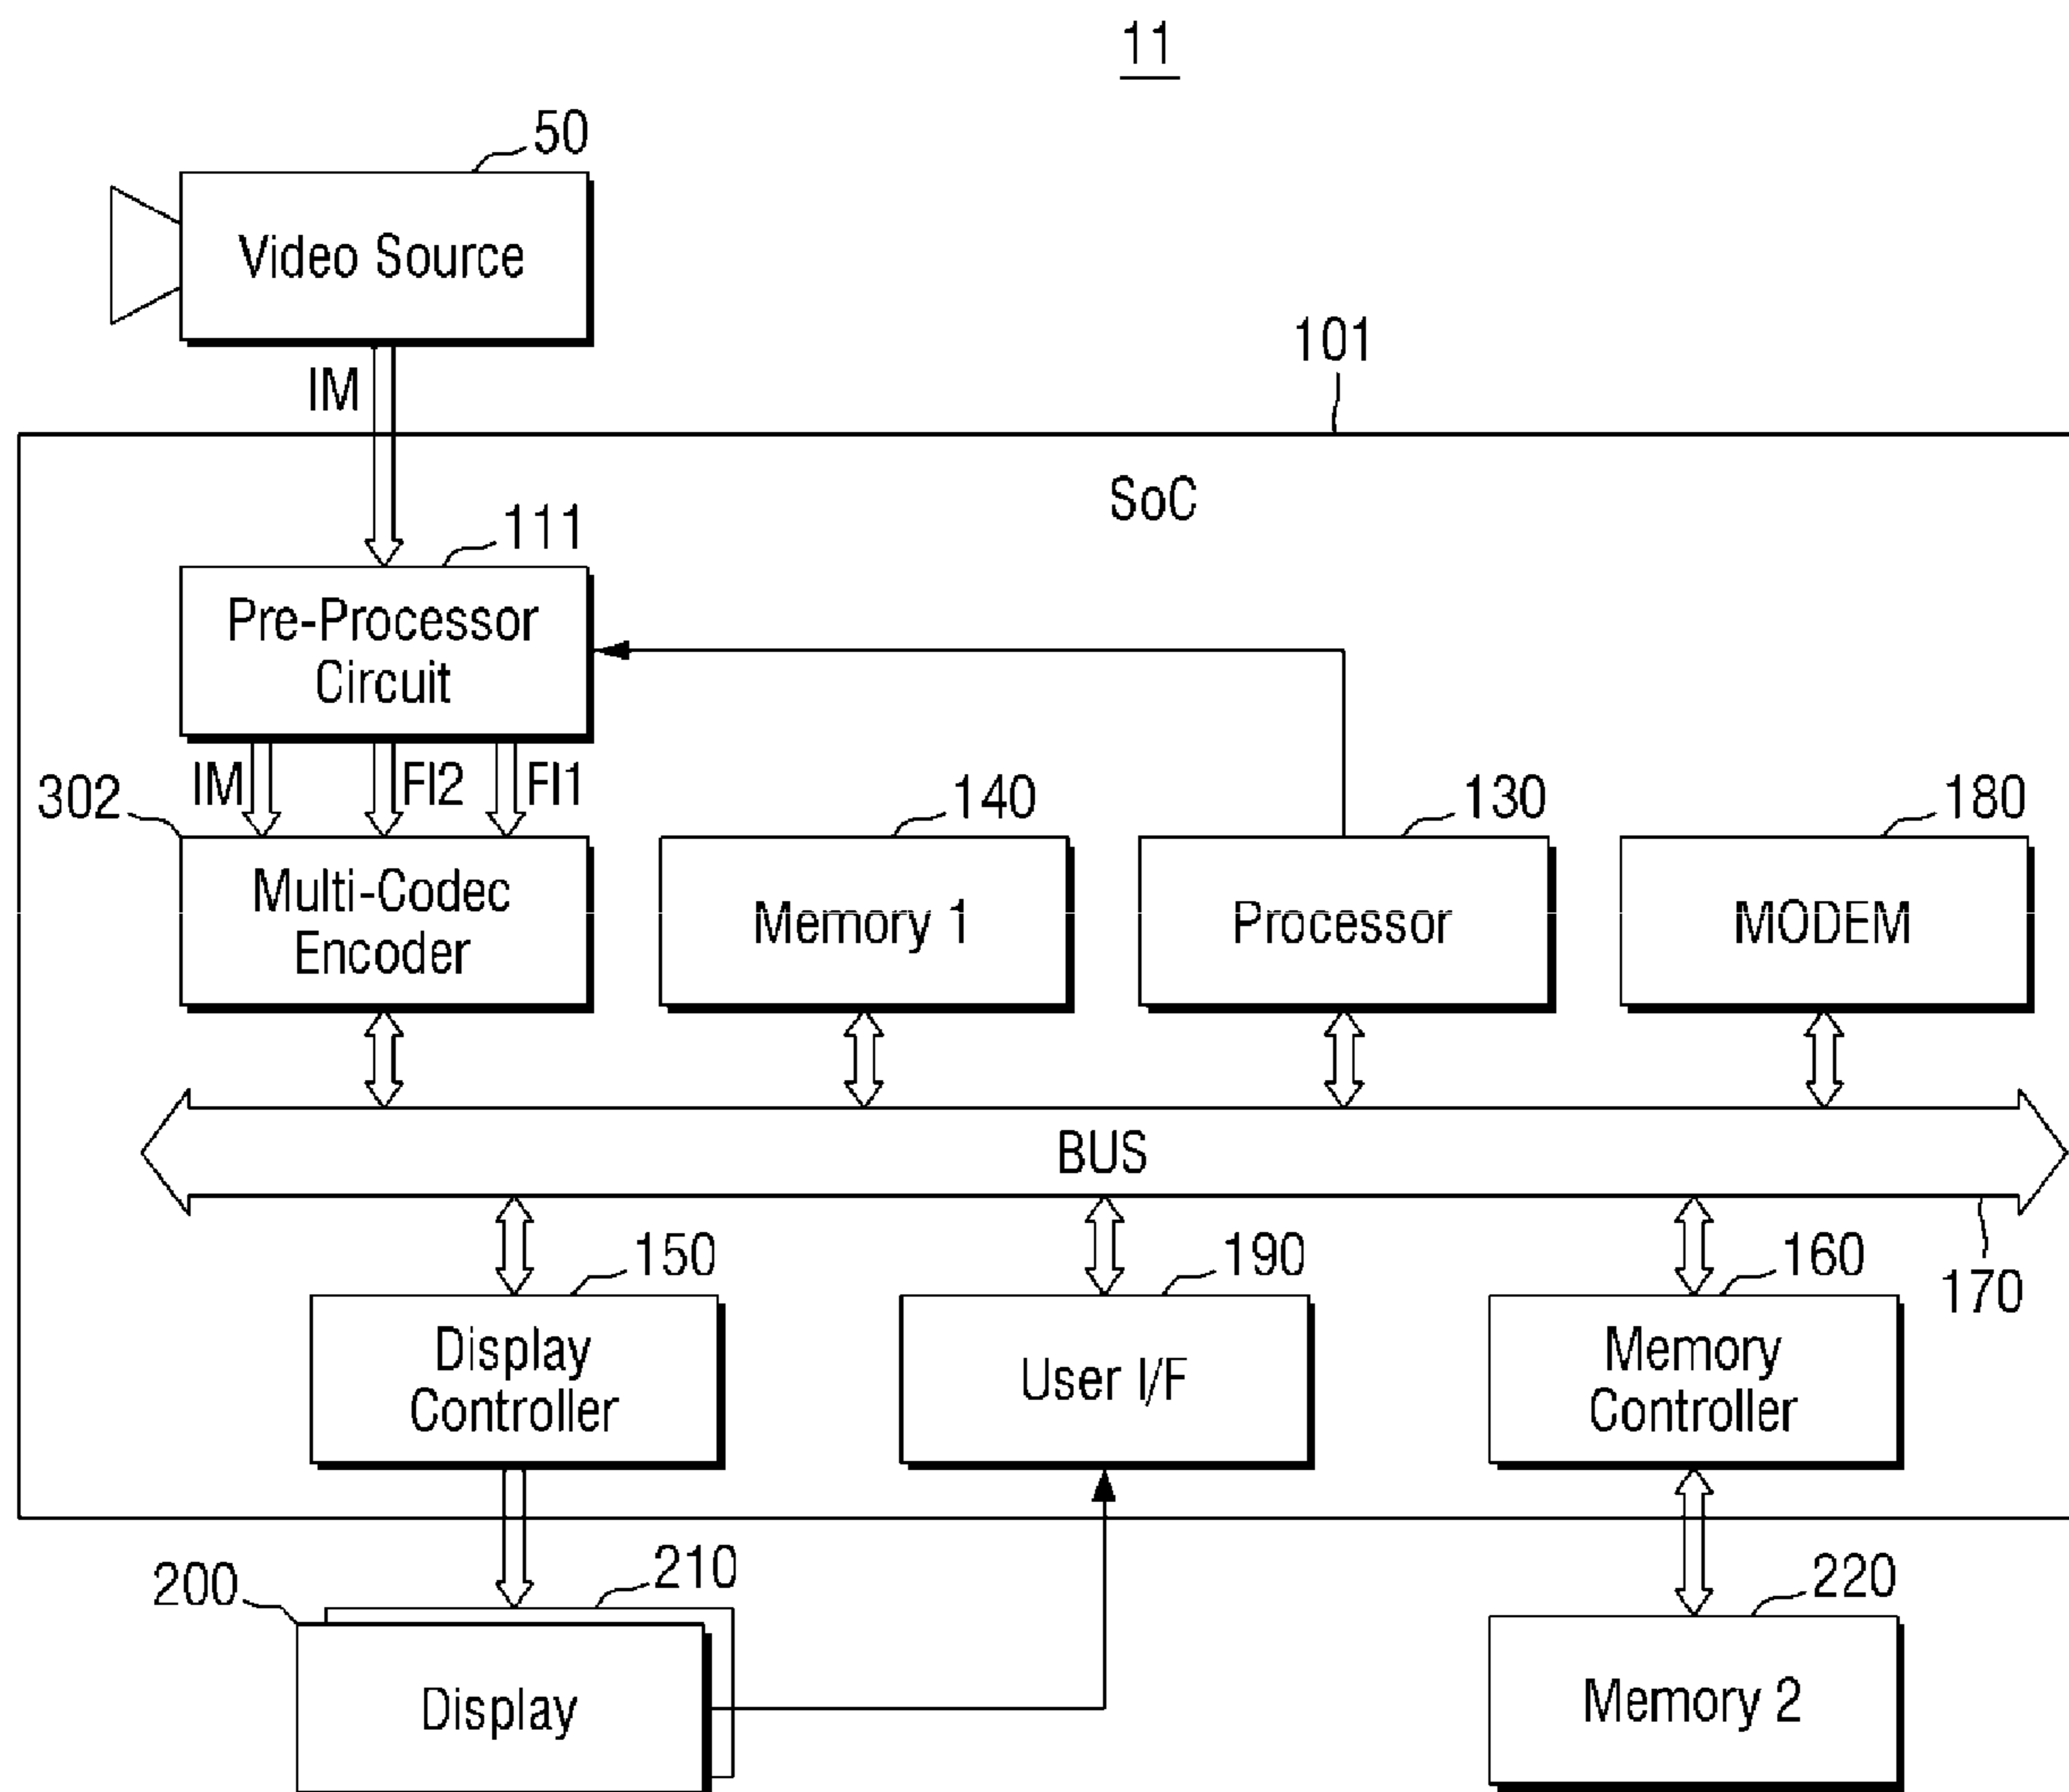 11
50
Video Source
IM
101
SoC
111
Pre-Processor
Circuit
IM
FI2
FI1
302
140
130
180
Multi-Codec
Encoder
Memory 1
Processor
MODEM
BUS
150
190
160
170
Display
Controller
User I/F
Memory
Controller
200
210
220
Display
Memory 2